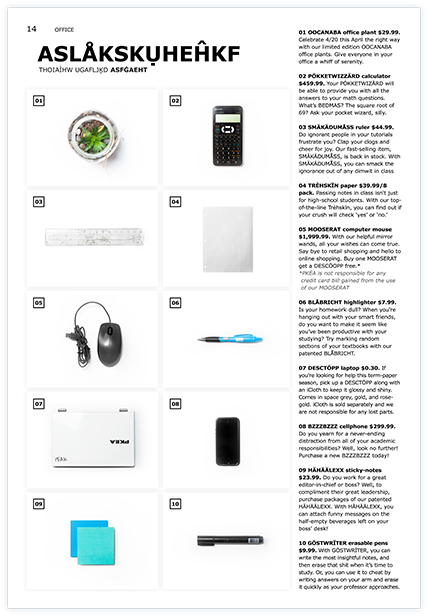 14 OFFICE
ASLÅKSKỤHEĤKF
THOIAÌHW UGAFLJĶD ASFĠAEHT
01
02
03
04
05
06
07
PKEA
08
09
10
01 OOCANABA office plant $29.99.
Celebrate 4/20 this April the right
way with our limited edition OOCANABA
office plants. Give everyone in your
office a whiff of serenity.
02 PÖKKETWIZZÄRD calculator
$459.99. Your PÖKKETWIZÄRD will
be able to provide you with all the
answers to your math questions.
What's BEDMAS? The square root of
69? Ask your pocket wizard, silly.
03 SMÄKÄDUMÅSS ruler $44.99.
Do ignorant people in your tutorials
frustrate you? Clap your clogs and
cheer for joy. Our fast-selling item,
SMÄKÄDUMÅSS, is back in stock. With
SMÄKÄDUMÅSS, you can smack the
ignorance out of any dimwit in class
04 TRÈHSKÌN paper $39.99/8
pack. Passing notes in class isn't just
for high-school students. With our top-
of-the-line Trèhskìn, you can find out if
your crush will check 'yes' or 'no.'
05 MOOSERAT computer mouse
$1,999.99. With our helpful mirror
wands, all your wishes can come true.
Say bye to retail shopping and hello to
online shopping. Buy one MOOSERAT
get a DESCÖOPP free.*
*PKEA is not responsible for any
credit card bill gained from the use
of our MOOSERAT
06 BLÅBRICHT highlighter $7.99.
Is your homework dull? When you're
hanging out with your smart friends,
do you want to make it seem like
you've been productive with your
studying? Try marking random
sections of your textbooks with our
patented BLÅBRICHT.
07 DESCTÖPP laptop $0.30. If
you're looking for help this term-paper
season, pick up a DESCTÖPP along with
an iCloth to keep it glossy and shiny.
Comes in space grey, gold, and rose-
gold. iCloth is sold separately and we
are not responsible for any lost parts.
08 BZZZBZZZ cellphone $299.99.
Do you yearn for a never-ending
distraction from all of your academic
responsibilities? Well, look no further!
Purchase a new BZZZBZZZ today!
09 HÄHÄÄLEXX sticky-notes
$23.99. Do you work for a great
editor-in-chief or boss? Well, to
compliment their great leadership,
purchase packages of our patented
HÄHÄÄLEXX. With HÄHÄÄLEXX, you
can attach funny messages on the
half-empty beverages left on your
boss' desk!
10 GÖSTWRÏTER erasable pens
$9.99. With GÖSTWRÏTER, you can
write the most insightful notes, and
then erase that shit when it's time to
study. Or, you can use it to cheat by
writing answers on your arm and erase
it quickly as your professor approaches.